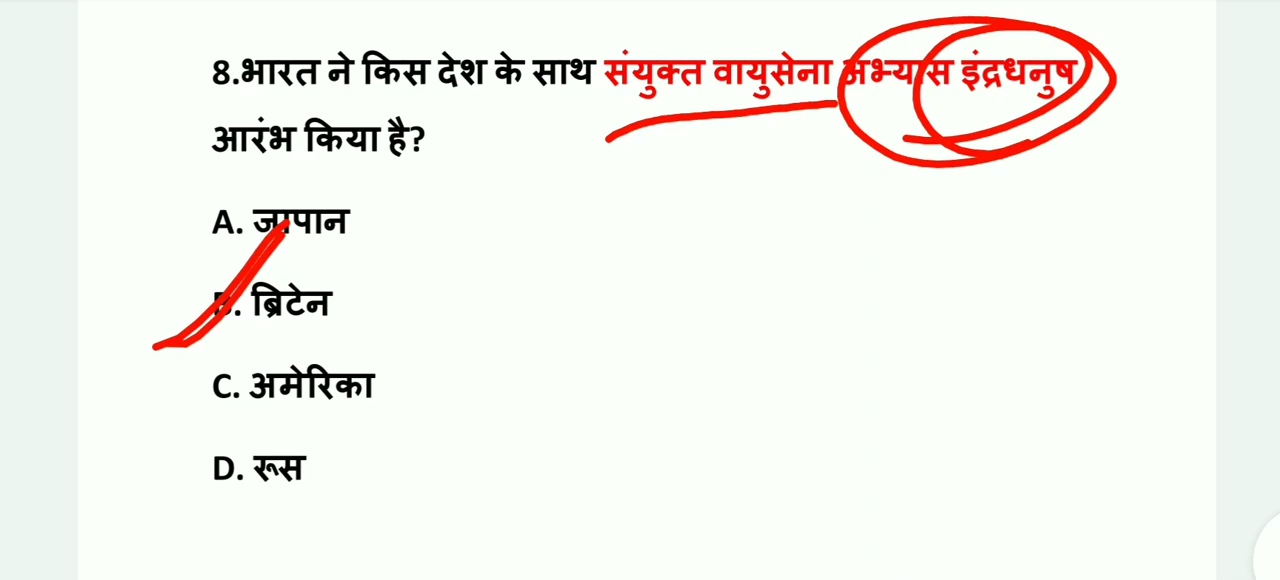 8.भारत ने किस देश के साथ संयुक्त वायुसेना अभ्यास इंद्रधनुष
आरंभ किया है?
A. जापान
B. ब्रिटेन
C. अमेरिका
D. रूस